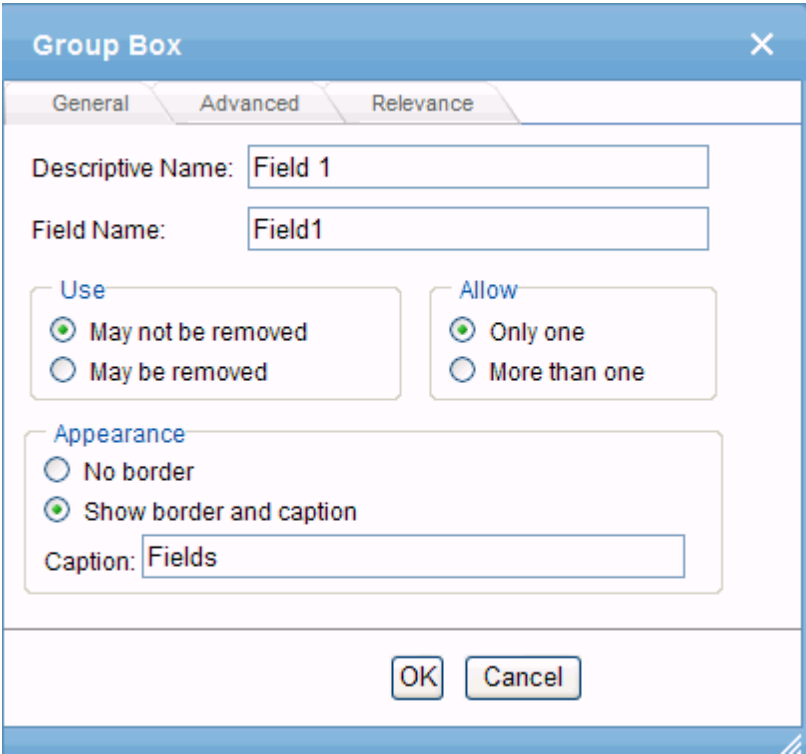 Group Box
General Advanced Relevance
Descriptive Name: Field 1
Field Name: Field1
Use Allow
May not be removed Only one
May be removed More than one
Appearance
No border
Show border and caption
Caption: Fields
OK Cancel